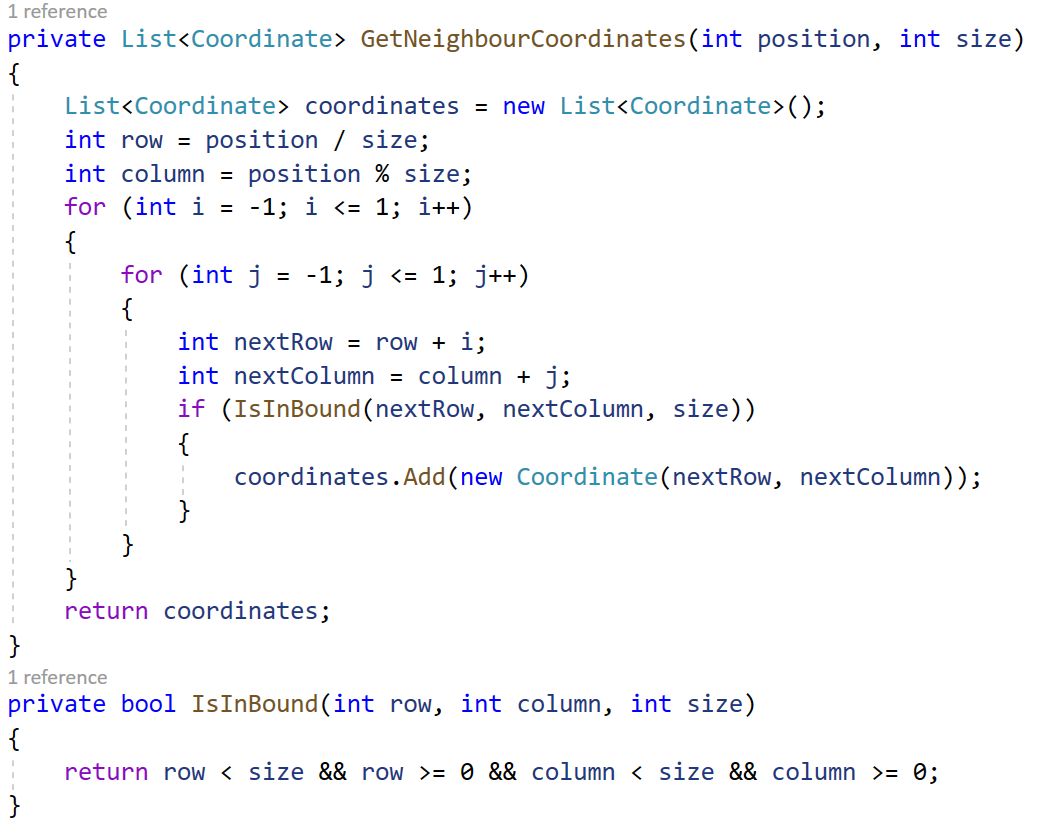 1 reference
private List<Coordinate> GetNeighbourCoordinates(int position, int size)
{
    List<Coordinate> coordinates = new List<Coordinate>();
    int row = position / size;
    int column = position % size;
    for (int i = -1; i <= 1; i++)
    {
        for (int j = -1; j <= 1; j++)
        {
            int nextRow = row + i;
            int nextColumn = column + j;
            if (IsInBound(nextRow, nextColumn, size))
            {
                coordinates.Add(new Coordinate(nextRow, nextColumn));
            }
        }
    }
    return coordinates;
}
1 reference
private bool IsInBound(int row, int column, int size)
{
    return row < size && row >= 0 && column < size && column >= 0;
}